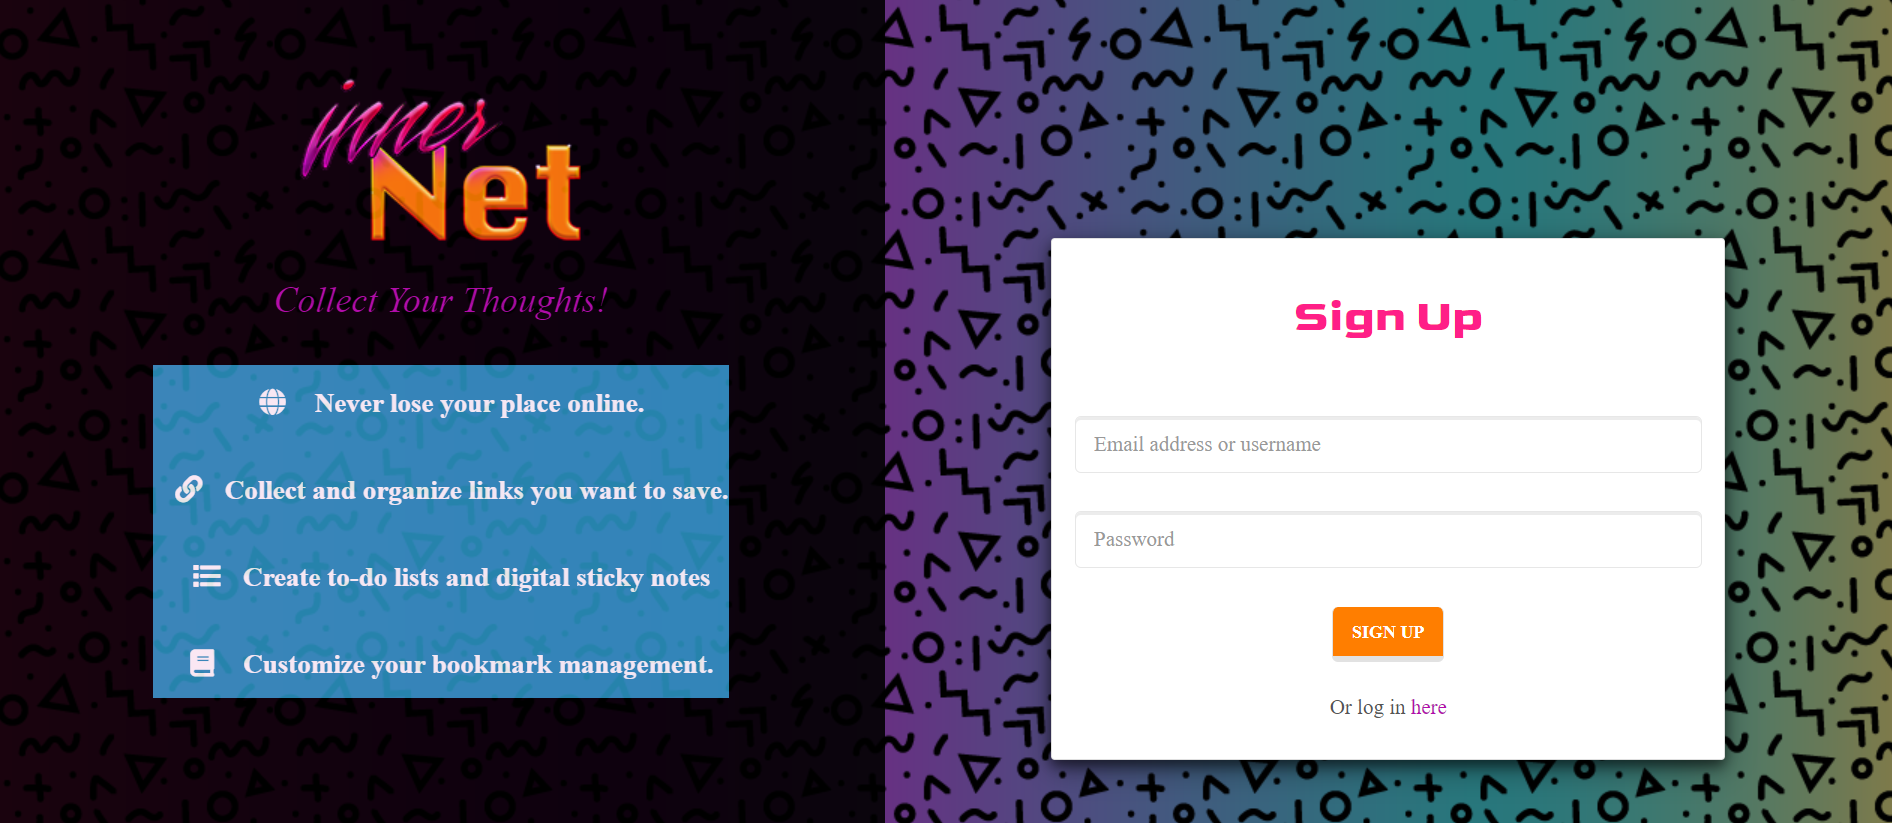 inner
Net
Collect Your Thoughts!
Never lose your place online.
Collect and organize links you want to save.
Create to-do lists and digital sticky notes
Customize your bookmark management.
Sign Up
Email address or username
Password
SIGN UP
Or log in here